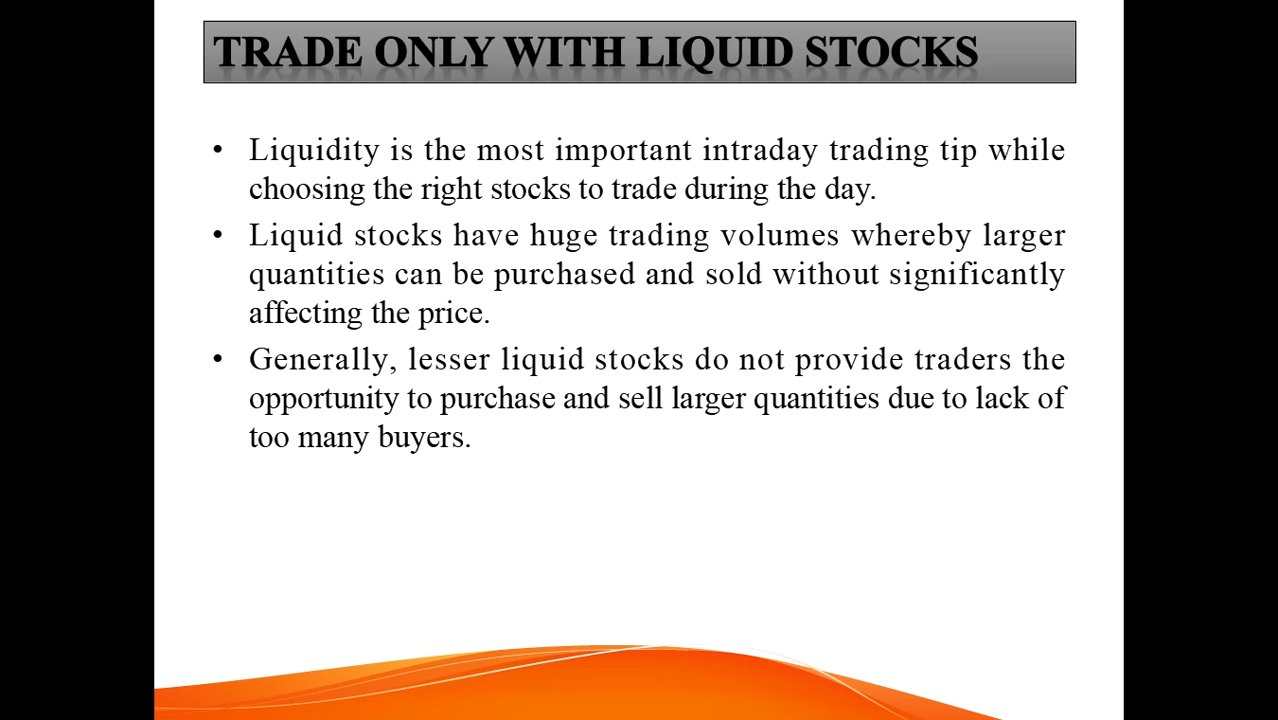 TRADE ONLY WITH LIQUID STOCKS
• Liquidity is the most important intraday trading tip while
choosing the right stocks to trade during the day.
• Liquid stocks have huge trading volumes whereby larger
quantities can be purchased and sold without significantly
affecting the price.
• Generally, lesser liquid stocks do not provide traders the
opportunity to purchase and sell larger quantities due to lack of
too many buyers.